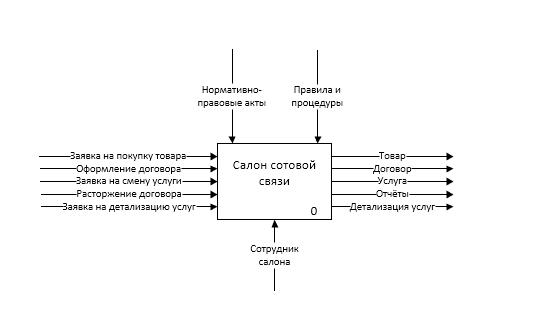 Нормативно-
правовые акты
Правила и
процедуры
Заявка на покупку товара
Оформление договора
Заявка на смену услуги
Расторжение договора
Заявка на детализацию услуг
Салон сотовой
связи
0
Товар
Договор
Услуга
Отчёты
Детализация услуг
Сотрудник
салона